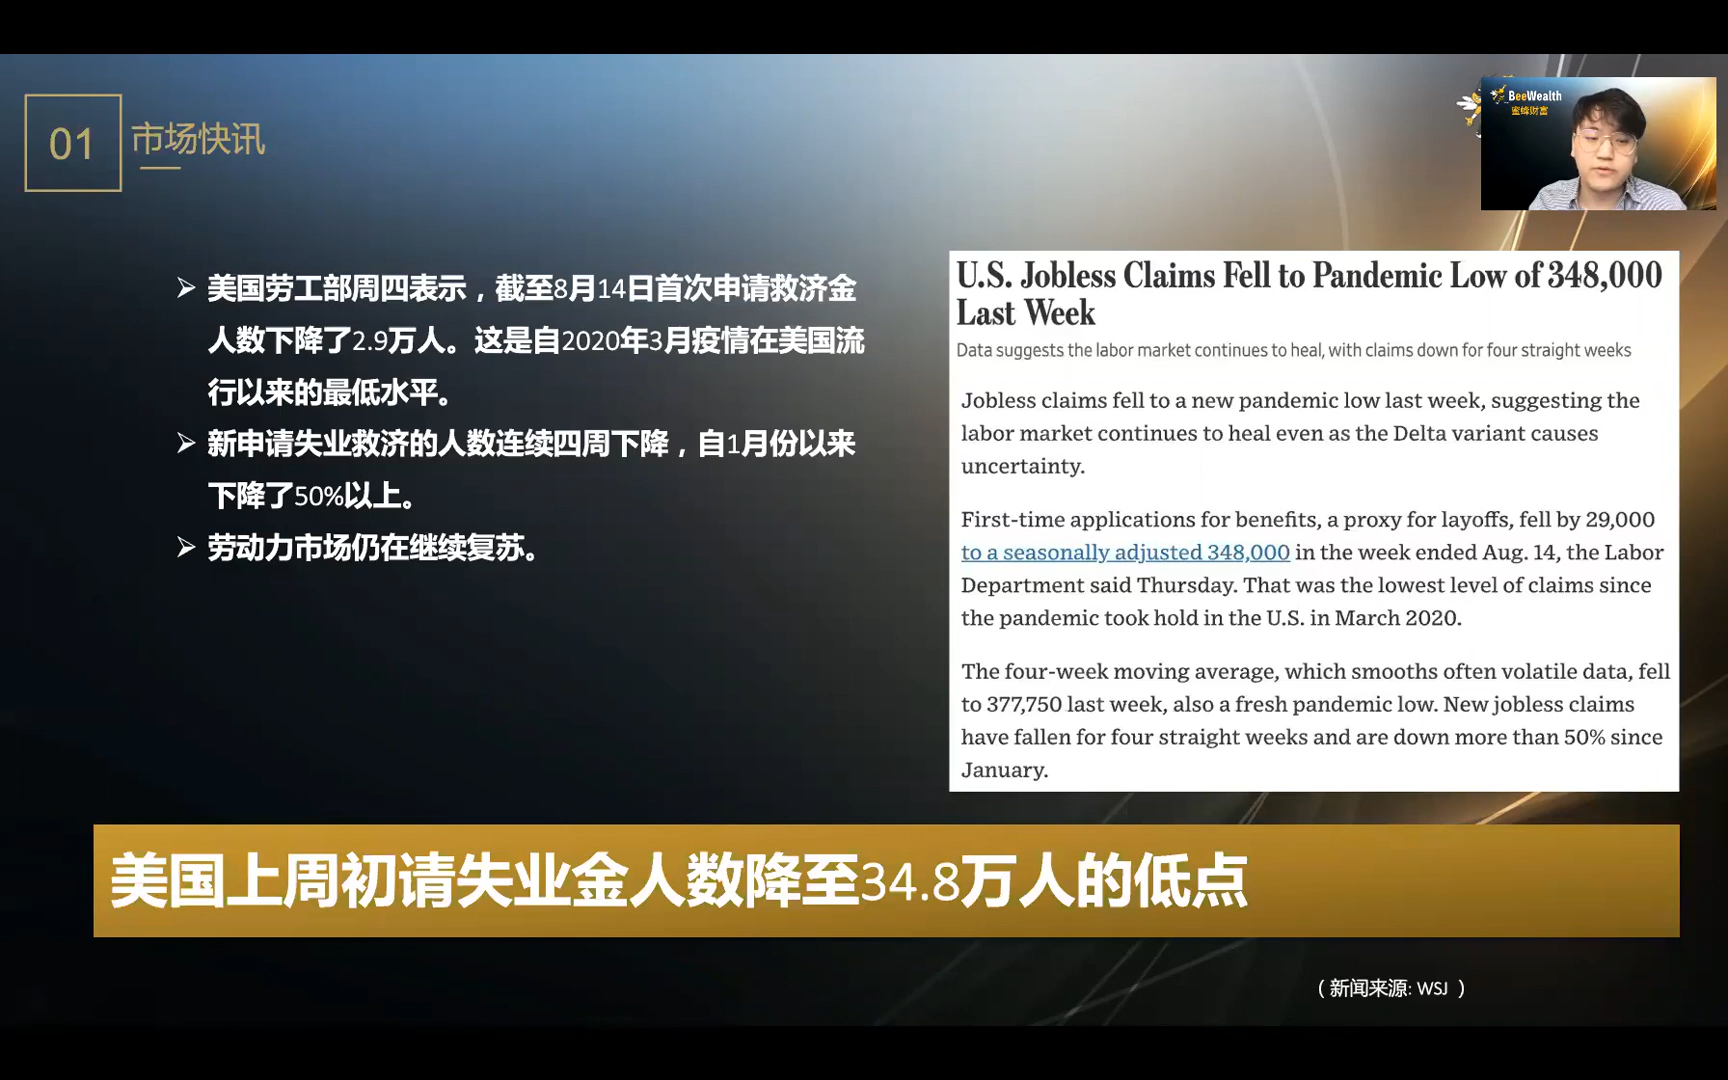 01
市场快讯
BeeWealth
蜜蜂财富
美国劳工部周四表示，截至8月14日首次申请救济金
人数下降了2.9万人。这是自2020年3月疫情在美国流
行以来的最低水平。
新申请失业救济的人数连续四周下降，自1月份以来
下降了50%以上。
劳动力市场仍在继续复苏。
U.S. Jobless Claims Fell to Pandemic Low of 348,000
Last Week
Data suggests the labor market continues to heal, with claims down for four straight weeks
Jobless claims fell to a new pandemic low last week, suggesting the
labor market continues to heal even as the Delta variant causes
uncertainty.
First-time applications for benefits, a proxy for layoffs, fell by 29,000
to a seasonally adjusted 348,000 in the week ended Aug. 14, the Labor
Department said Thursday. That was the lowest level of claims since
the pandemic took hold in the U.S. in March 2020.
The four-week moving average, which smooths often volatile data, fell
to 377,750 last week, also a fresh pandemic low. New jobless claims
have fallen for four straight weeks and are down more than 50% since
January.
美国上周初请失业金人数降至34.8万人的低点
（新闻来源: WSJ ）